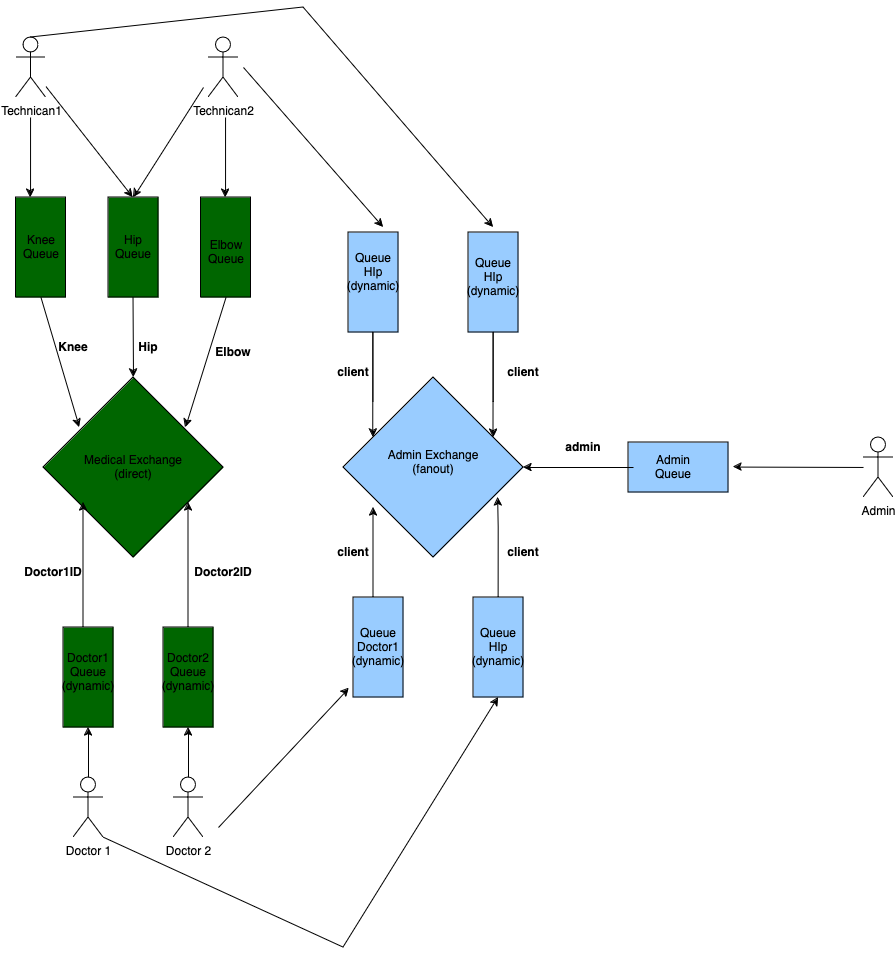 Technican1
Technican2
Knee
Queue
Hip
Queue
Elbow
Queue
Queue
HIp
(dynamic)
Queue
HIp
(dynamic)
Knee
Hip
Elbow
client
client
Medical Exchange
(direct)
Admin Exchange
(fanout)
admin
Admin
Queue
Admin
Doctor1ID
Doctor2ID
client
client
Doctor1
Queue
(dynamic)
Doctor2
Queue
(dynamic)
Queue
Doctor1
(dynamic)
Queue
HIp
(dynamic)
Doctor 1
Doctor 2